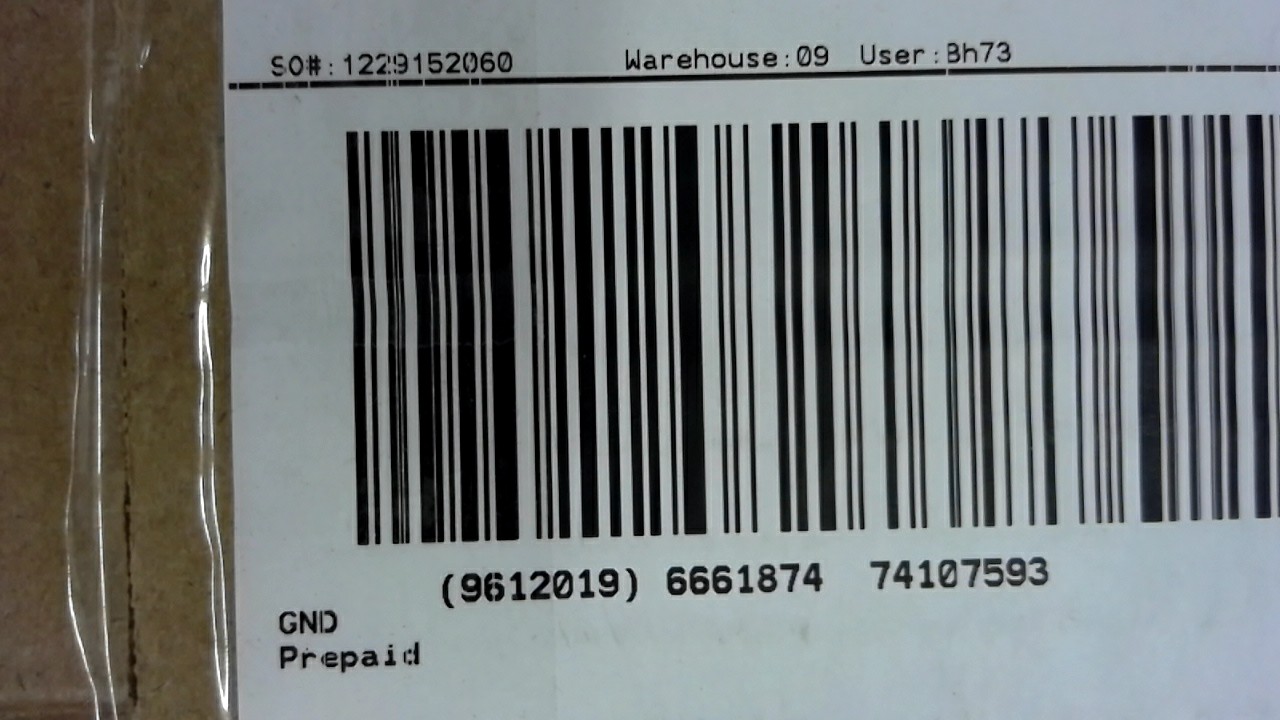 SO#:1229152060 Warehouse:09 User:Bh73
(9612019) 6661874 74107593
GND
Prepaid